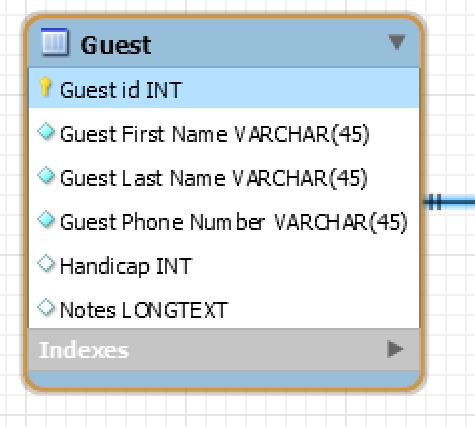 Guest
Guest id INT
Guest First Name VARCHAR(45)
Guest Last Name VARCHAR(45)
Guest Phone Number VARCHAR(45)
Handicap INT
Notes LONGTEXT
Indexes